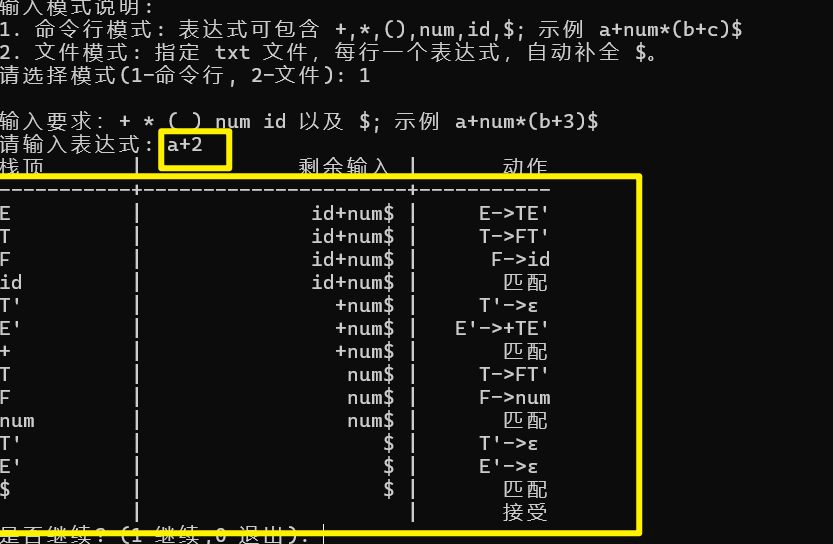 输入模式说明:
1. 命令行模式: 表达式可包含 +,*,(),num,id,$; 示例 a+num*(b+c)$
2. 文件模式: 指定 txt 文件, 每行一个表达式, 自动补全 $。
请选择模式(1-命令行, 2-文件): 1
输入要求: + * ( ) num id 以及 $; 示例 a+num*(b+3)$
请输入表达式: a+2
栈顶 | 剩余输入 | 动作
-----------+-----------------------+-----------
E | id+num$ | E->TE'
T | id+num$ | T->FT'
F | id+num$ | F->id
id | id+num$ | 匹配
T' | +num$ | T'->ε
E' | +num$ | E'->+TE'
+ | +num$ | 匹配
T | num$ | T->FT'
F | num$ | F->num
num | num$ | 匹配
T' | $ | T'->ε
E' | $ | E'->ε
$ | $ | 匹配
| | 接受
是否继续? (1 继续,0 退出):